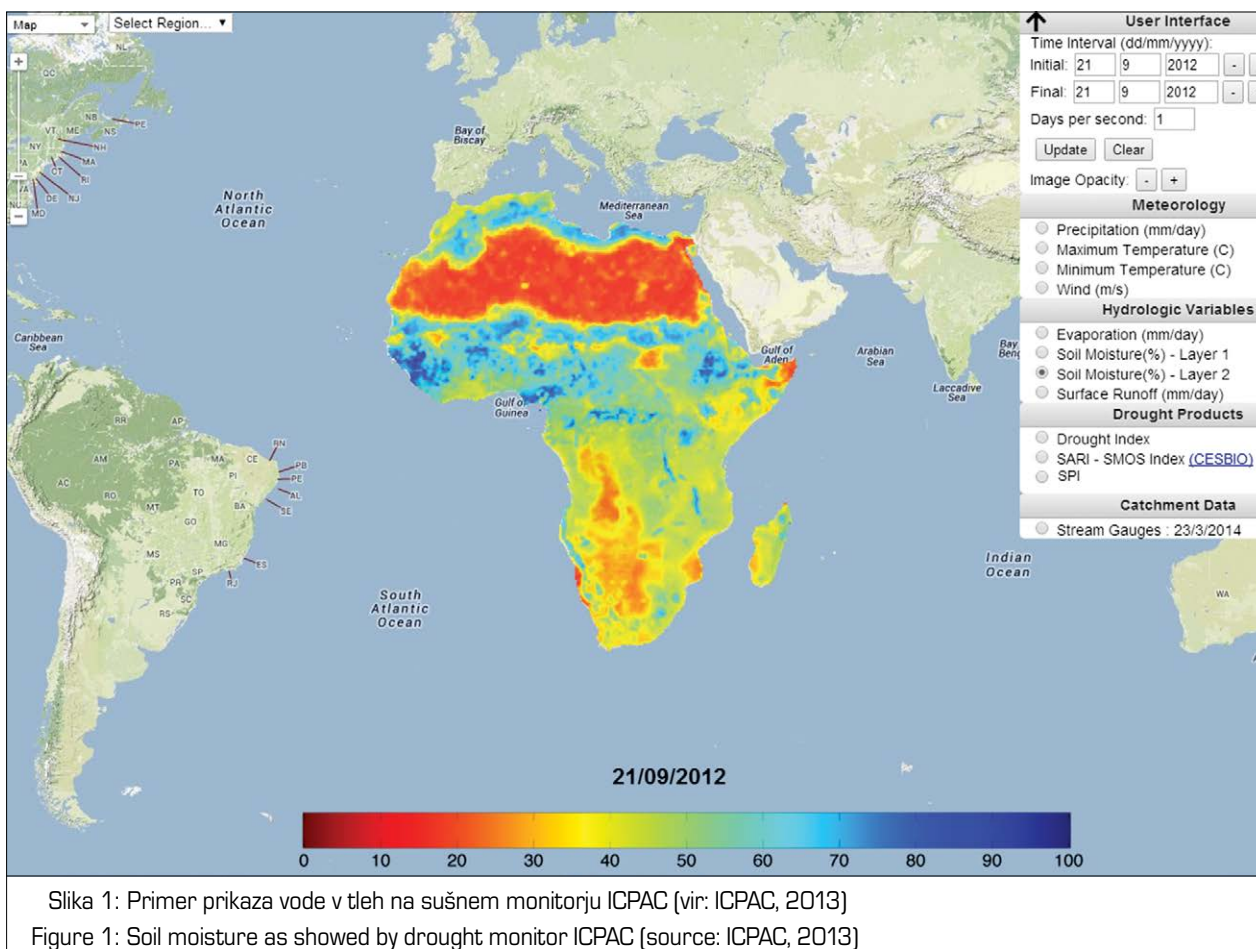 Map
Select Region...
User Interface
Time Interval (dd/mm/yyyy):
Initial: 21 9 2012 -
Final: 21 9 2012 -
Days per second: 1
Update Clear
Image Opacity: - +
Meteorology
Precipitation (mm/day)
Maximum Temperature (C)
Minimum Temperature (C)
Wind (m/s)
Hydrologic Variables
Evaporation (mm/day)
Soil Moisture(%) - Layer 1
Soil Moisture(%) - Layer 2
Surface Runoff (mm/day)
Drought Products
Drought Index
SARI - SMOS Index (CESBIO)
SPI
Catchment Data
Stream Gauges : 23/3/2014
+
-
NL
QC
NB
PE
VT
ME
NS
NY
NH
MA
CT
RI
DE
NJ
MD
North
Atlantic
Ocean
Bay of
Biscay
Mediterranean
Sea
Caribbean
Sea
Gulf of
Guinea
Gulf of
Aden
Arabian
Sea
Laccadive
Sea
RR
AP
AM
PA
MA
CE
RN
PB
PE
AL
SE
PI
AC
RO
TO
BA
MT
GO
MG
MS
ES
SP
RJ
PR
SC
RS
South
Atlantic
Ocean
Indian
Ocean
WA
21/09/2012
0 10 20 30 40 50 60 70 80 90 100
Slika 1: Primer prikaza vode v tleh na sušnem monitorju ICPAC (vir: ICPAC, 2013)
Figure 1: Soil moisture as showed by drought monitor ICPAC (source: ICPAC, 2013)